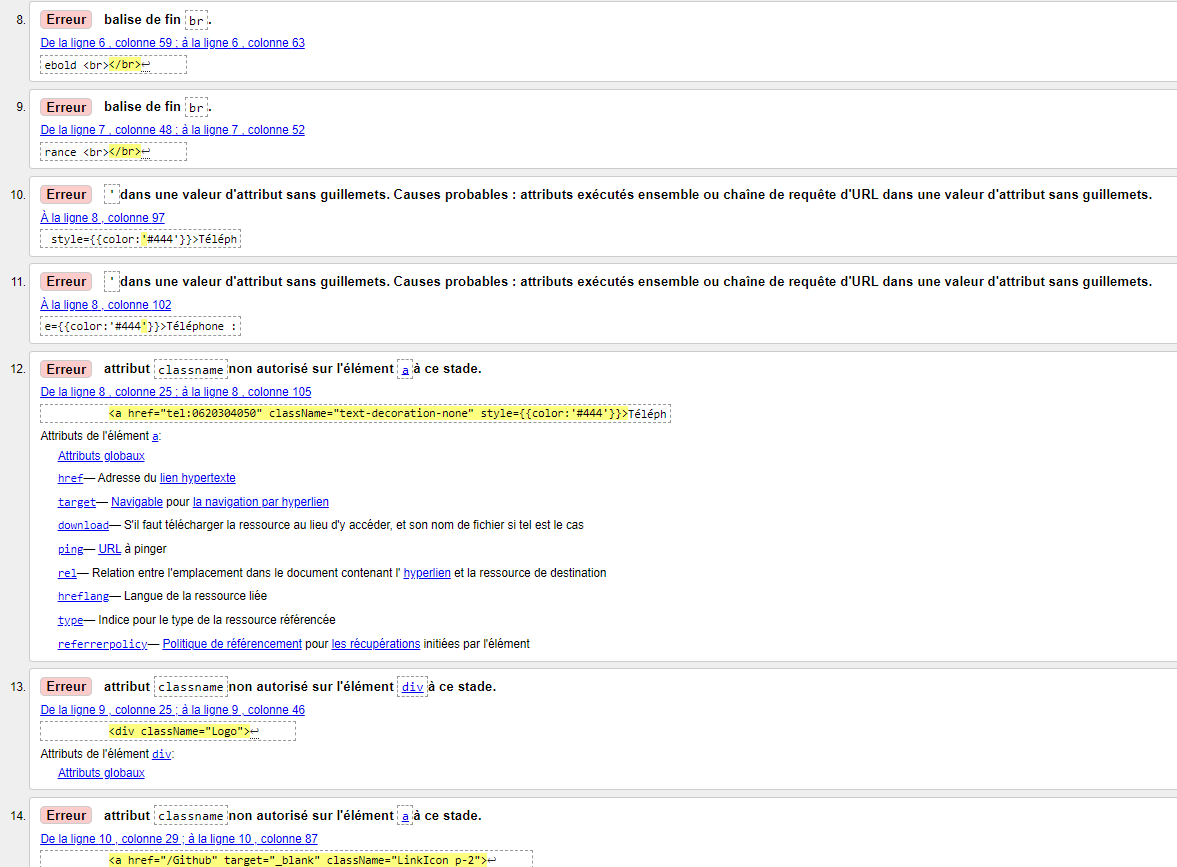 8. Erreur balise de fin br.
De la ligne 6 , colonne 59 ; à la ligne 6 , colonne 63
ebold <br></br>↩
9. Erreur balise de fin br.
De la ligne 7 , colonne 48 ; à la ligne 7 , colonne 52
rance <br></br>↩
10. Erreur 'dans une valeur d'attribut sans guillemets. Causes probables : attributs exécutés ensemble ou chaîne de requête d'URL dans une valeur d'attribut sans guillemets.
À la ligne 8 , colonne 97
style={{color:'#444'}}>Téléph
11. Erreur 'dans une valeur d'attribut sans guillemets. Causes probables : attributs exécutés ensemble ou chaîne de requête d'URL dans une valeur d'attribut sans guillemets.
À la ligne 8 , colonne 102
e={{color:'#444'}}>Téléphone :
12. Erreur attribut classname non autorisé sur l'élément a à ce stade.
De la ligne 8 , colonne 25 ; à la ligne 8 , colonne 105
<a href="tel:0620304050" className="text-decoration-none" style={{color:'#444'}}>Téléph
Attributs de l'élément a:
Attributs globaux
href— Adresse du lien hypertexte
target— Navigable pour la navigation par hyperlien
download— S'il faut télécharger la ressource au lieu d'y accéder, et son nom de fichier si tel est le cas
ping— URL à pinger
rel— Relation entre l'emplacement dans le document contenant l' hyperlien et la ressource de destination
hreflang— Langue de la ressource liée
type— Indice pour le type de la ressource référencée
referrerpolicy— Politique de référencement pour les récupérations initiées par l'élément
13. Erreur attribut classname non autorisé sur l'élément div à ce stade.
De la ligne 9 , colonne 25 ; à la ligne 9 , colonne 46
<div className="Logo">↩
Attributs de l'élément div:
Attributs globaux
14. Erreur attribut classname non autorisé sur l'élément a à ce stade.
De la ligne 10 , colonne 29 ; à la ligne 10 , colonne 87
<a href="/Github" target="_blank" className="LinkIcon p-2">↩